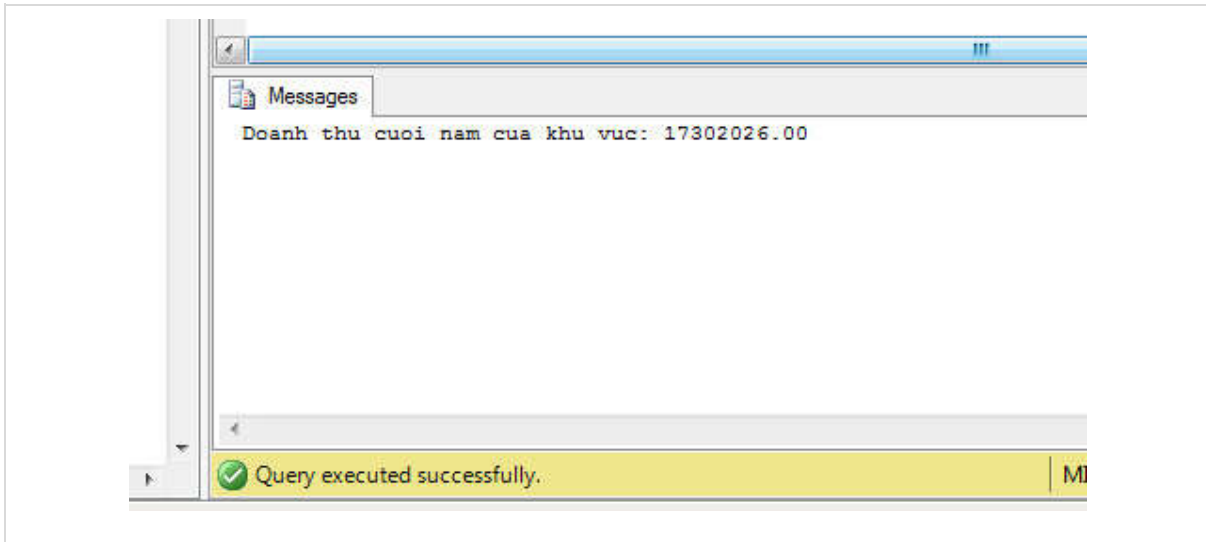 Messages
Doanh thu cuoi nam cua khu vuc: 17302026.00
Query executed successfully.